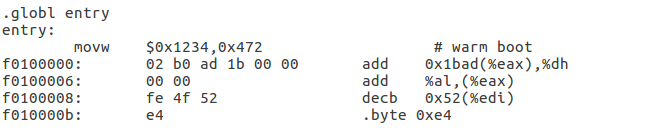 .globl entry
entry:
        movw    $0x1234,0x472                   # warm boot
f0100000:       02 b0 ad 1b 00 00       add    0x1bad(%eax),%dh
f0100006:       00 00                   add    %al,(%eax)
f0100008:       fe 4f 52                decb   0x52(%edi)
f010000b:       e4                      .byte 0xe4